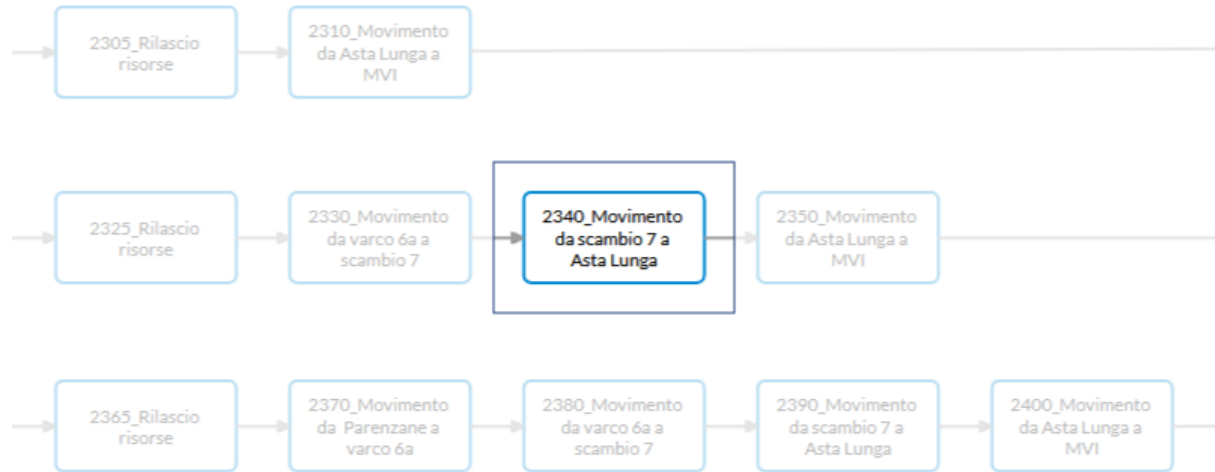 2305_Rilascio
risorse
2310_Movimento
da Asta Lunga a
MVI
2325_Rilascio
risorse
2330_Movimento
da varco 6a a
scambio 7
2340_Movimento
da scambio 7 a
Asta Lunga
2350_Movimento
da Asta Lunga a
MVI
2365_Rilascio
risorse
2370_Movimento
da Parenzane a
varco 6a
2380_Movimento
da varco 6a a
scambio 7
2390_Movimento
da scambio 7 a
Asta Lunga
2400_Movimento
da Asta Lunga a
MVI